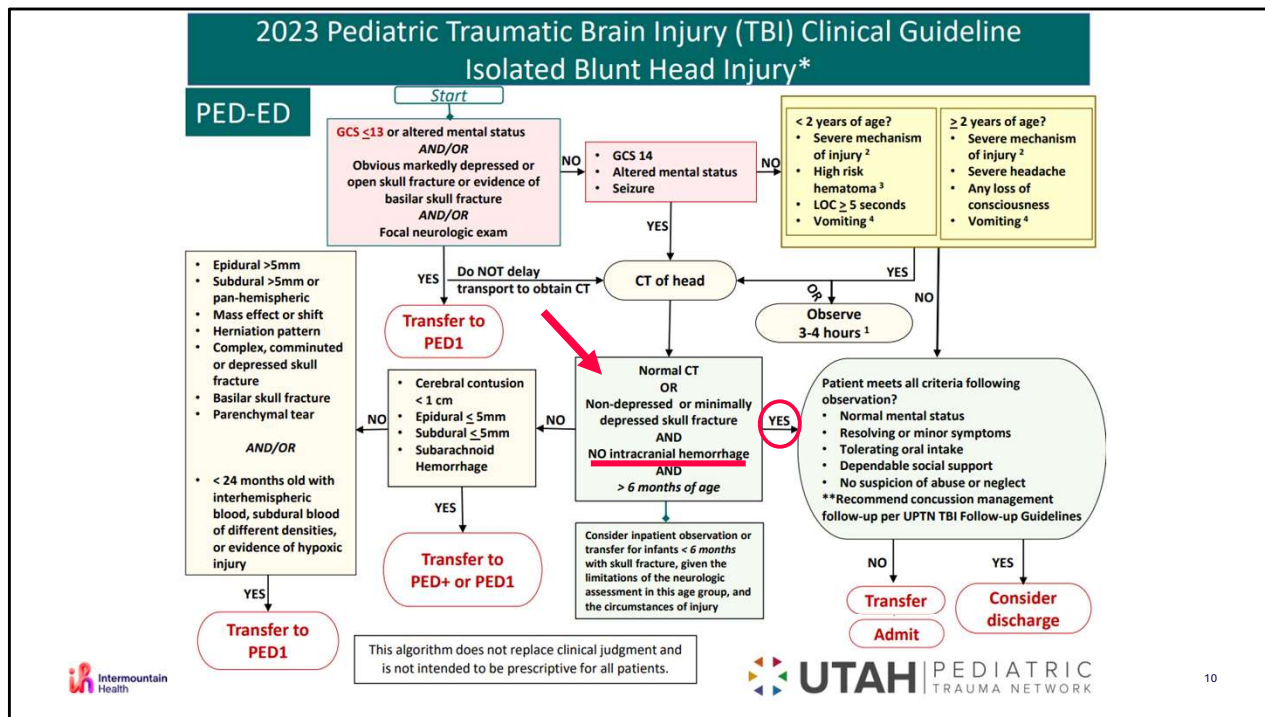 2023 Pediatric Traumatic Brain Injury (TBI) Clinical Guideline
Isolated Blunt Head Injury*
PED-ED
Start
GCS <13 or altered mental status
AND/OR
Obvious markedly depressed or
open skull fracture or evidence of
basilar skull fracture
AND/OR
Focal neurologic exam
NO
• GCS 14
• Altered mental status
• Seizure
NO
< 2 years of age?
• Severe mechanism
of injury ²
• High risk
hematoma ³
• LOC > 5 seconds
• Vomiting ⁴
> 2 years of age?
• Severe mechanism
of injury ²
• Severe headache
• Any loss of
consciousness
• Vomiting ⁴
YES
YES
Do NOT delay
transport to obtain CT
CT of head
YES
OR
NO
Observe
3-4 hours ¹
Transfer to
PED1
• Epidural >5mm
• Subdural >5mm or
pan-hemispheric
• Mass effect or shift
• Herniation pattern
• Complex, comminuted
or depressed skull
fracture
• Basilar skull fracture
• Parenchymal tear
AND/OR
• < 24 months old with
interhemispheric
blood, subdural blood
of different densities,
or evidence of hypoxic
injury
NO
• Cerebral contusion
< 1 cm
• Epidural < 5mm
• Subdural < 5mm
• Subarachnoid
Hemorrhage
NO
Normal CT
OR
Non-depressed or minimally
depressed skull fracture
AND
NO intracranial hemorrhage
AND
> 6 months of age
YES
Patient meets all criteria following
observation?
• Normal mental status
• Resolving or minor symptoms
• Tolerating oral intake
• Dependable social support
• No suspicion of abuse or neglect
**Recommend concussion management
follow-up per UPTN TBI Follow-up Guidelines
YES
Transfer to
PED1
YES
Transfer to
PED+ or PED1
Consider inpatient observation or
transfer for infants < 6 months
with skull fracture, given the
limitations of the neurologic
assessment in this age group, and
the circumstances of injury
NO
Transfer
Admit
YES
Consider
discharge
This algorithm does not replace clinical judgment and
is not intended to be prescriptive for all patients.
Intermountain
Health
UTAH
PEDIATRIC
TRAUMA NETWORK
10